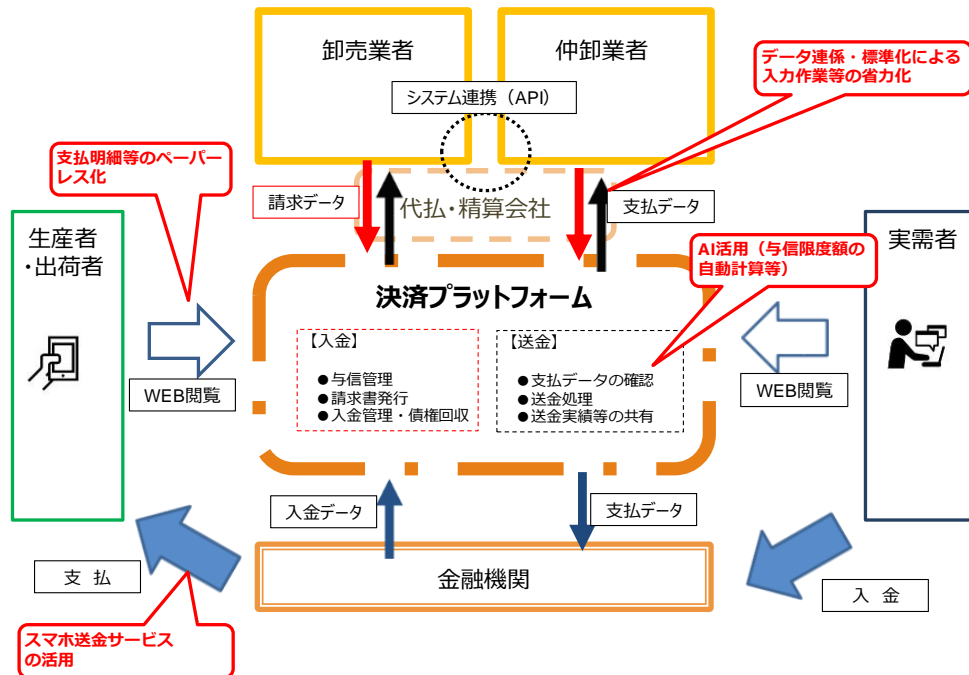 卸売業者
仲卸業者
データ連係・標準化による
入力作業等の省力化
システム連携（API）
支払明細等のペーパー
レス化
請求データ
代払・精算会社
支払データ
生産者
・出荷者
実需者
AI活用（与信限度額の
自動計算等）
決済プラットフォーム
【入金】
●与信管理
●請求書発行
●入金管理・債権回収
【送金】
●支払データの確認
●送金処理
●送金実績等の共有
WEB閲覧
WEB閲覧
入金データ
支払データ
金融機関
支 払
入 金
スマホ送金サービス
の活用